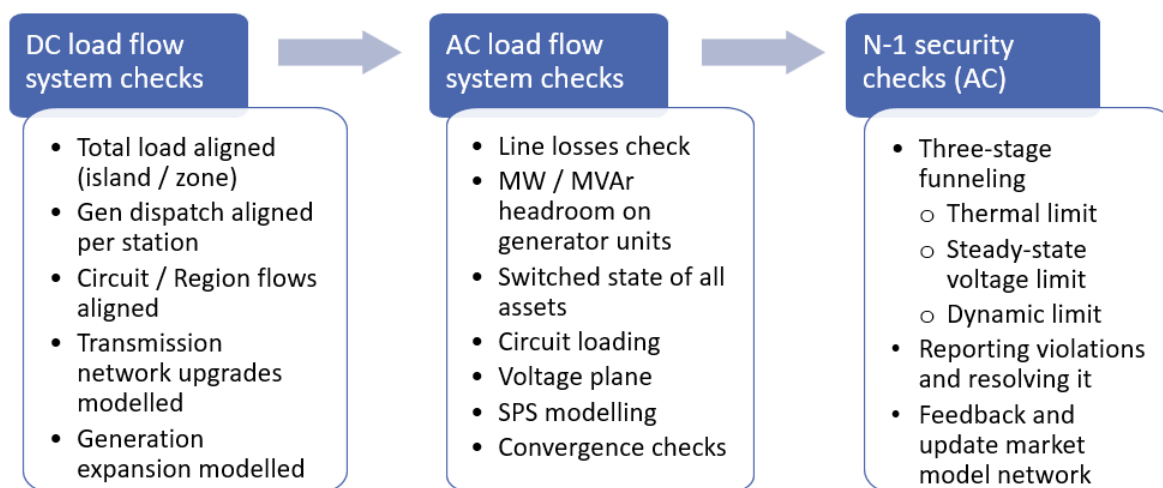 DC load flow
system checks
• Total load aligned
(island / zone)
• Gen dispatch aligned
per station
• Circuit / Region flows
aligned
• Transmission
network upgrades
modelled
• Generation
expansion modelled
AC load flow
system checks
• Line losses check
• MW / MVAr
headroom on
generator units
• Switched state of all
assets
• Circuit loading
• Voltage plane
• SPS modelling
• Convergence checks
N-1 security
checks (AC)
• Three-stage
funneling
o Thermal limit
o Steady-state
voltage limit
o Dynamic limit
• Reporting violations
and resolving it
• Feedback and
update market
model network